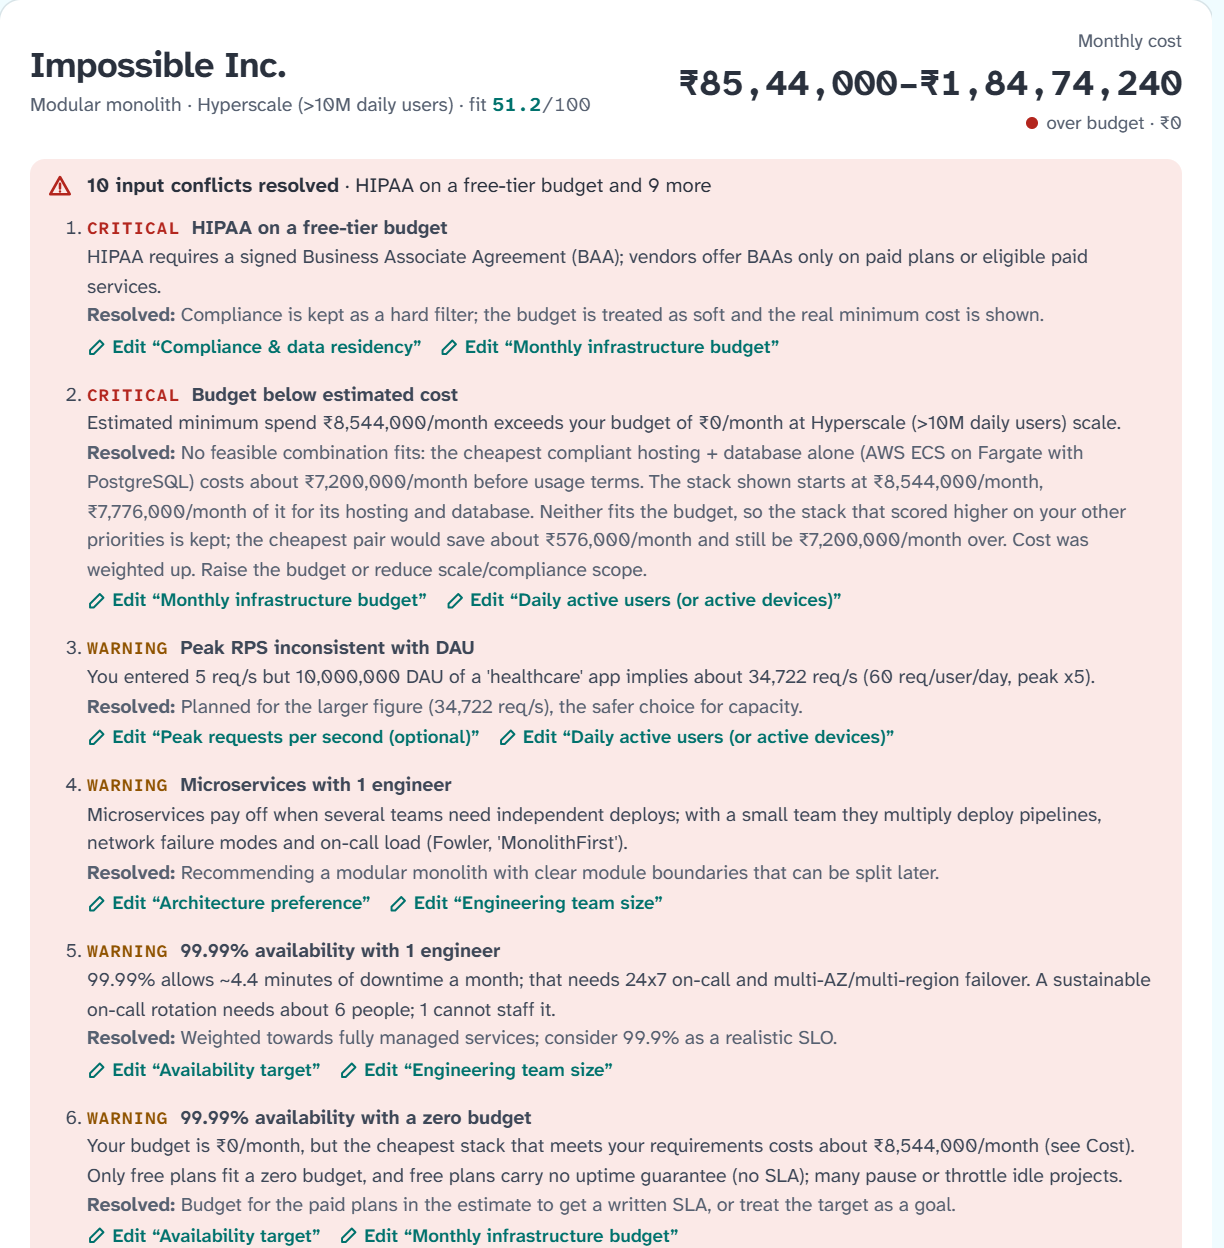 Monthly cost
Impossible Inc.
₹85,44,000–₹1,84,74,240
Modular monolith · Hyperscale (>10M daily users) · fit 51.2/100
over budget · ₹0
10 input conflicts resolved · HIPAA on a free-tier budget and 9 more
1. CRITICAL HIPAA on a free-tier budget
HIPAA requires a signed Business Associate Agreement (BAA); vendors offer BAAs only on paid plans or eligible paid
services.
Resolved: Compliance is kept as a hard filter; the budget is treated as soft and the real minimum cost is shown.
Edit “Compliance & data residency” Edit “Monthly infrastructure budget”
2. CRITICAL Budget below estimated cost
Estimated minimum spend ₹8,544,000/month exceeds your budget of ₹0/month at Hyperscale (>10M daily users) scale.
Resolved: No feasible combination fits: the cheapest compliant hosting + database alone (AWS ECS on Fargate with
PostgreSQL) costs about ₹7,200,000/month before usage terms. The stack shown starts at ₹8,544,000/month,
₹7,776,000/month of it for its hosting and database. Neither fits the budget, so the stack that scored higher on your other
priorities is kept; the cheapest pair would save about ₹576,000/month and still be ₹7,200,000/month over. Cost was
weighted up. Raise the budget or reduce scale/compliance scope.
Edit “Monthly infrastructure budget” Edit “Daily active users (or active devices)”
3. WARNING Peak RPS inconsistent with DAU
You entered 5 req/s but 10,000,000 DAU of a 'healthcare' app implies about 34,722 req/s (60 req/user/day, peak x5).
Resolved: Planned for the larger figure (34,722 req/s), the safer choice for capacity.
Edit “Peak requests per second (optional)” Edit “Daily active users (or active devices)”
4. WARNING Microservices with 1 engineer
Microservices pay off when several teams need independent deploys; with a small team they multiply deploy pipelines,
network failure modes and on-call load (Fowler, 'MonolithFirst').
Resolved: Recommending a modular monolith with clear module boundaries that can be split later.
Edit “Architecture preference” Edit “Engineering team size”
5. WARNING 99.99% availability with 1 engineer
99.99% allows ~4.4 minutes of downtime a month; that needs 24x7 on-call and multi-AZ/multi-region failover. A sustainable
on-call rotation needs about 6 people; 1 cannot staff it.
Resolved: Weighted towards fully managed services; consider 99.9% as a realistic SLO.
Edit “Availability target” Edit “Engineering team size”
6. WARNING 99.99% availability with a zero budget
Your budget is ₹0/month, but the cheapest stack that meets your requirements costs about ₹8,544,000/month (see Cost).
Only free plans fit a zero budget, and free plans carry no uptime guarantee (no SLA); many pause or throttle idle projects.
Resolved: Budget for the paid plans in the estimate to get a written SLA, or treat the target as a goal.
Edit “Availability target” Edit “Monthly infrastructure budget”